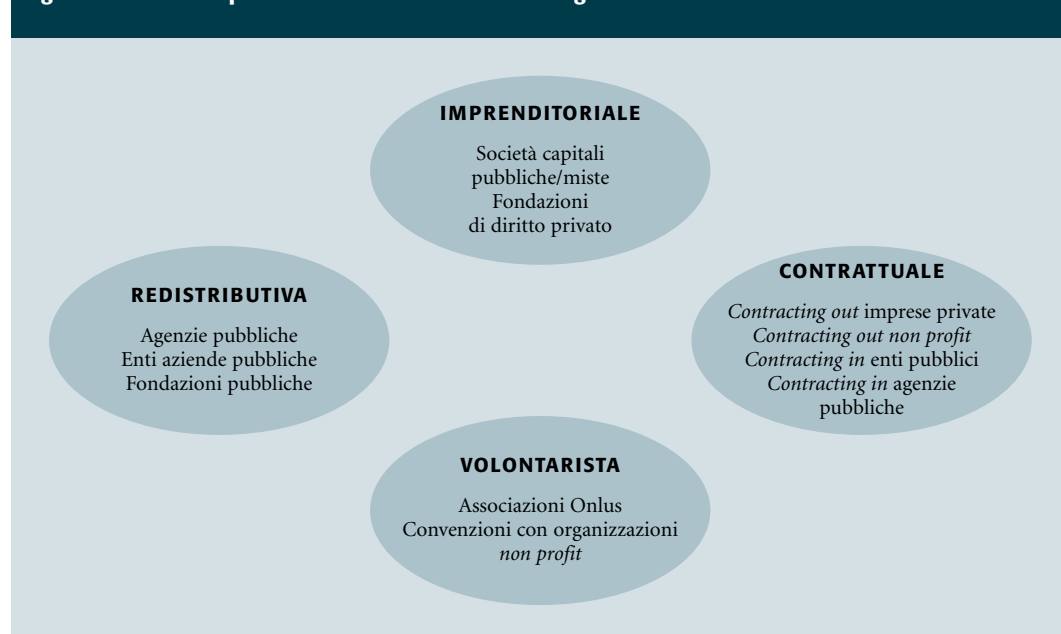 IMPRENDITORIALE
Società capitali
pubbliche/miste
Fondazioni
di diritto privato
REDISTRIBUTIVA
Agenzie pubbliche
Enti aziende pubbliche
Fondazioni pubbliche
CONTRATTUALE
Contracting out imprese private
Contracting out non profit
Contracting in enti pubblici
Contracting in agenzie
pubbliche
VOLONTARISTA
Associazioni Onlus
Convenzioni con organizzazioni
non profit